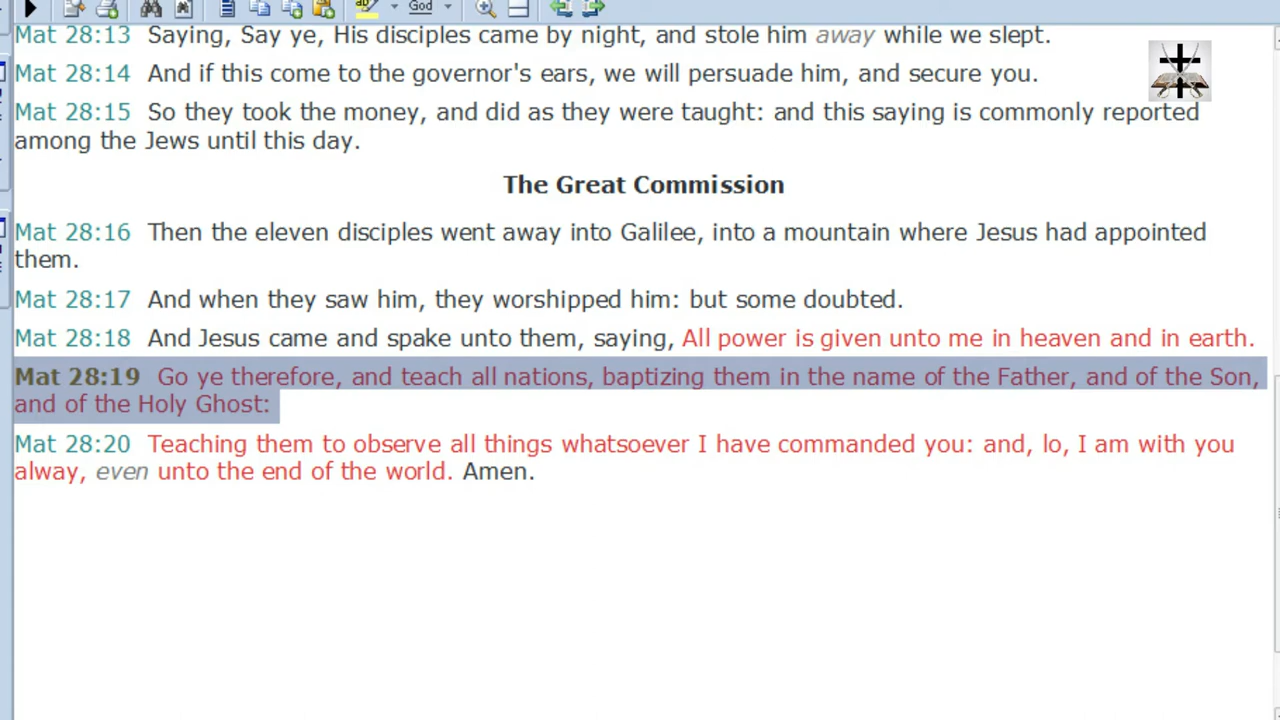 God
Mat 28:13 Saying, Say ye, His disciples came by night, and stole him away while we slept.
Mat 28:14 And if this come to the governor's ears, we will persuade him, and secure you.
Mat 28:15 So they took the money, and did as they were taught: and this saying is commonly reported
among the Jews until this day.
The Great Commission
Mat 28:16 Then the eleven disciples went away into Galilee, into a mountain where Jesus had appointed
them.
Mat 28:17 And when they saw him, they worshipped him: but some doubted.
Mat 28:18 And Jesus came and spake unto them, saying, All power is given unto me in heaven and in earth.
Mat 28:19 Go ye therefore, and teach all nations, baptizing them in the name of the Father, and of the Son,
and of the Holy Ghost:
Mat 28:20 Teaching them to observe all things whatsoever I have commanded you: and, lo, I am with you
alway, even unto the end of the world. Amen.